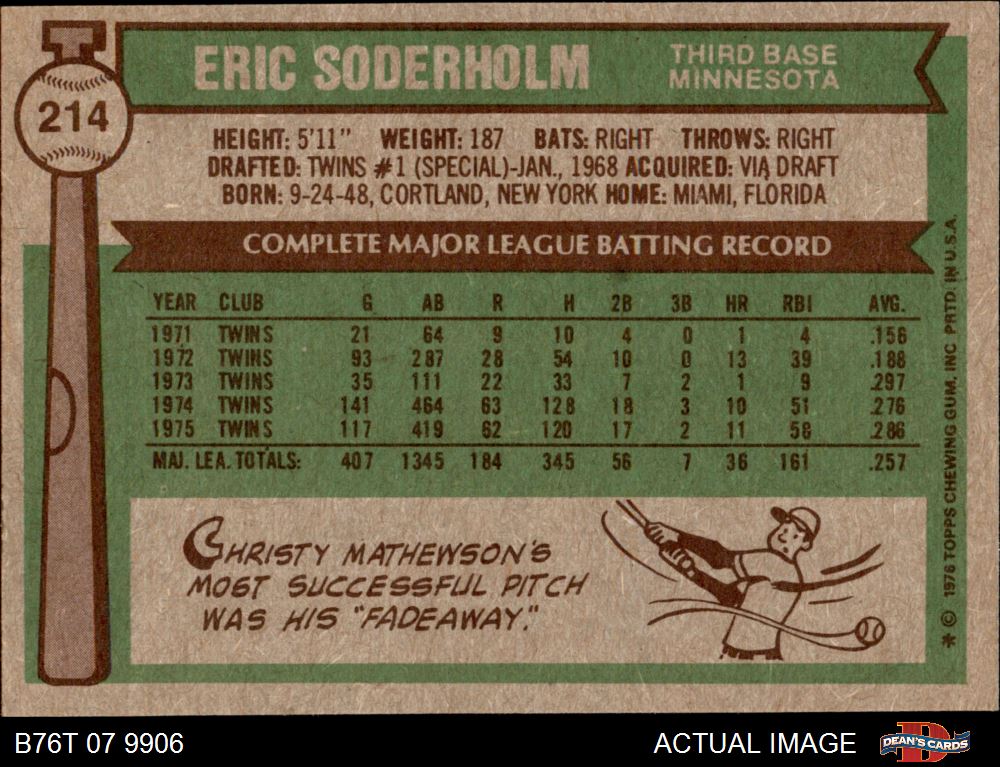 214
ERIC SODERHOLM
THIRD BASE
MINNESOTA
HEIGHT: 5'11" WEIGHT: 187 BATS: RIGHT THROWS: RIGHT
DRAFTED: TWINS #1 (SPECIAL)-JAN., 1968 ACQUIRED: VIA DRAFT
BORN: 9-24-48, CORTLAND, NEW YORK HOME: MIAMI, FLORIDA
COMPLETE MAJOR LEAGUE BATTING RECORD
YEAR CLUB G AB R H 2B 3B HR RBI AVG.
1971 TWINS 21 64 9 10 4 0 1 4 .156
1972 TWINS 93 287 28 54 10 0 13 39 .188
1973 TWINS 35 111 22 33 7 2 1 9 .297
1974 TWINS 141 464 63 128 18 3 10 51 .276
1975 TWINS 117 419 62 120 17 2 11 58 .286
MAJ. LEA. TOTALS: 407 1345 184 345 56 7 36 161 .257
CHRISTY MATHEWSON'S
MOST SUCCESSFUL PITCH
WAS HIS "FADEAWAY."
* © 1976 TOPPS CHEWING GUM, INC PRTD. IN U.S.A.
B76T 07 9906
ACTUAL IMAGE
D
DEAN'S CARDS